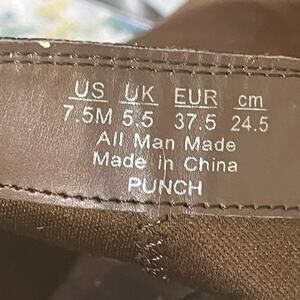 US UK EUR cm
7.5M 5.5 37.5 24.5
All Man Made
Made in China
PUNCH